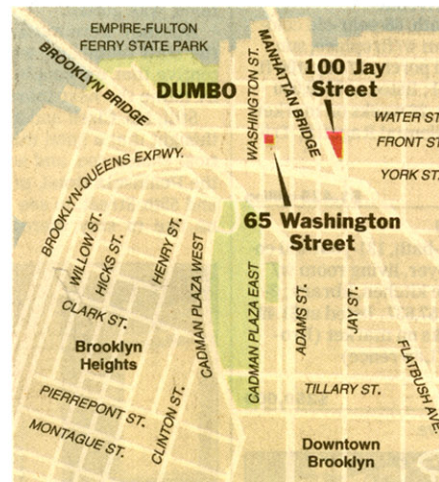 EMPIRE-FULTON
FERRY STATE PARK
BROOKLYN BRIDGE
DUMBO
WASHINGTON ST.
MANHATTAN BRIDGE
100 Jay
Street
WATER ST
FRONT ST
YORK ST.
BROOKLYN-QUEENS EXPWY.
65 Washington
Street
WILLOW ST.
HICKS ST.
HENRY ST.
CADMAN PLAZA WEST
CADMAN PLAZA EAST
ADAMS ST.
JAY ST.
FLATBUSH AVE.
CLARK ST.
Brooklyn
Heights
PIERREPONT ST.
MONTAGUE ST.
CLINTON ST.
TILLARY ST.
Downtown
Brooklyn